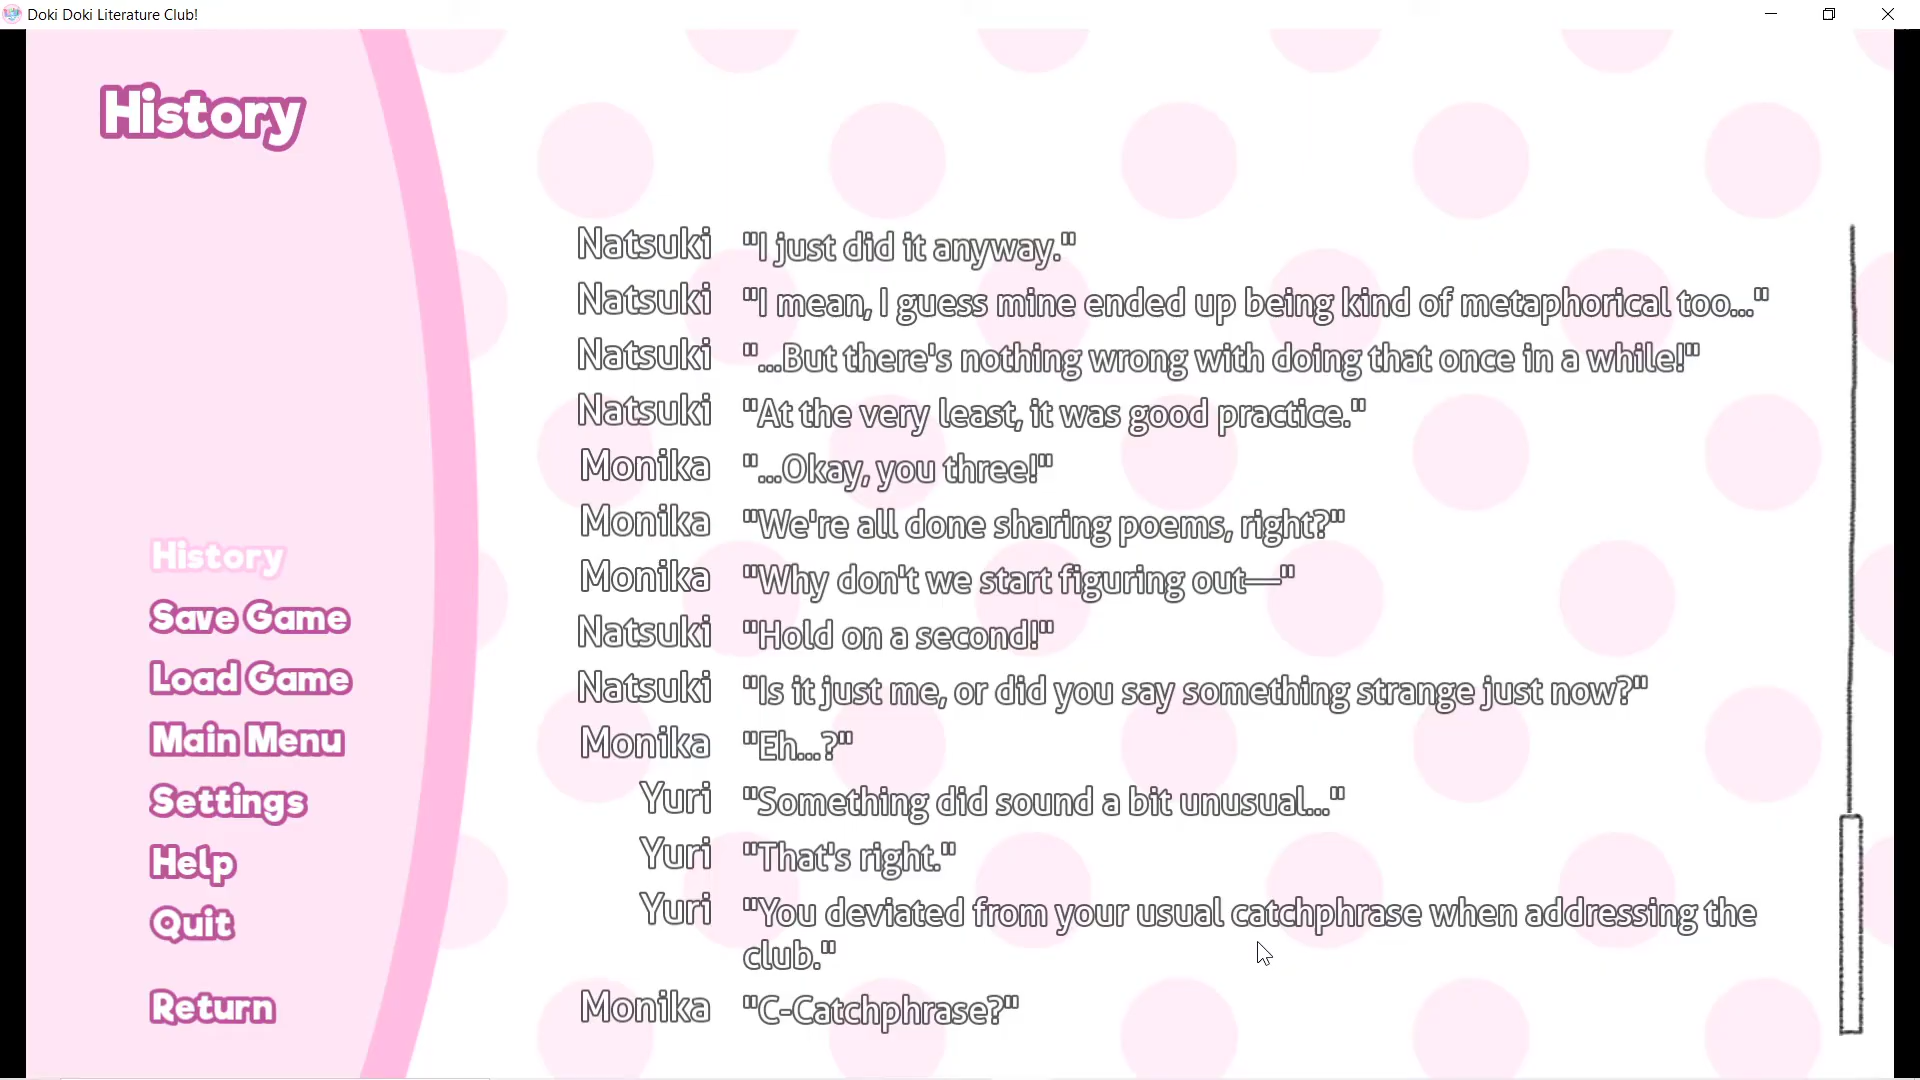 Doki Doki Literature Club!
History
Natsuki "I just did it anyway."
Natsuki "I mean, I guess mine ended up being kind of metaphorical too..."
Natsuki "...But there's nothing wrong with doing that once in a while!"
Natsuki "At the very least, it was good practice."
Monika "...Okay, you three!"
Monika "We're all done sharing poems, right?"
Monika "Why don't we start figuring out—"
Natsuki "Hold on a second!"
Natsuki "Is it just me, or did you say something strange just now?"
Monika "Eh...?"
Yuri "Something did sound a bit unusual..."
Yuri "That's right."
Yuri "You deviated from your usual catchphrase when addressing the
club."
Monika "C-Catchphrase?"
History
Save Game
Load Game
Main Menu
Settings
Help
Quit
Return